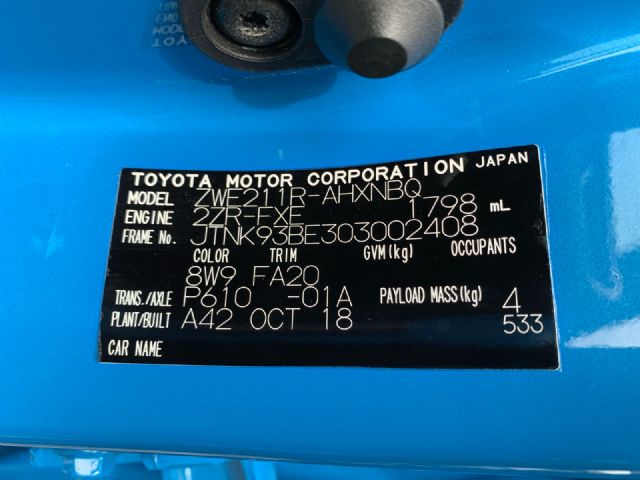 TOYOTA MOTOR CORPORATION JAPAN
MODEL ZWE211R-AHXNBQ
ENGINE 2ZR-FXE 1798 mL
FRAME No. JTNK93BE303002408
COLOR TRIM GVM(kg) OCCUPANTS
8W9 FA20
TRANS./AXLE P610 -01A PAYLOAD MASS(kg) 4
PLANT/BUILT A42 OCT 18 533
CAR NAME